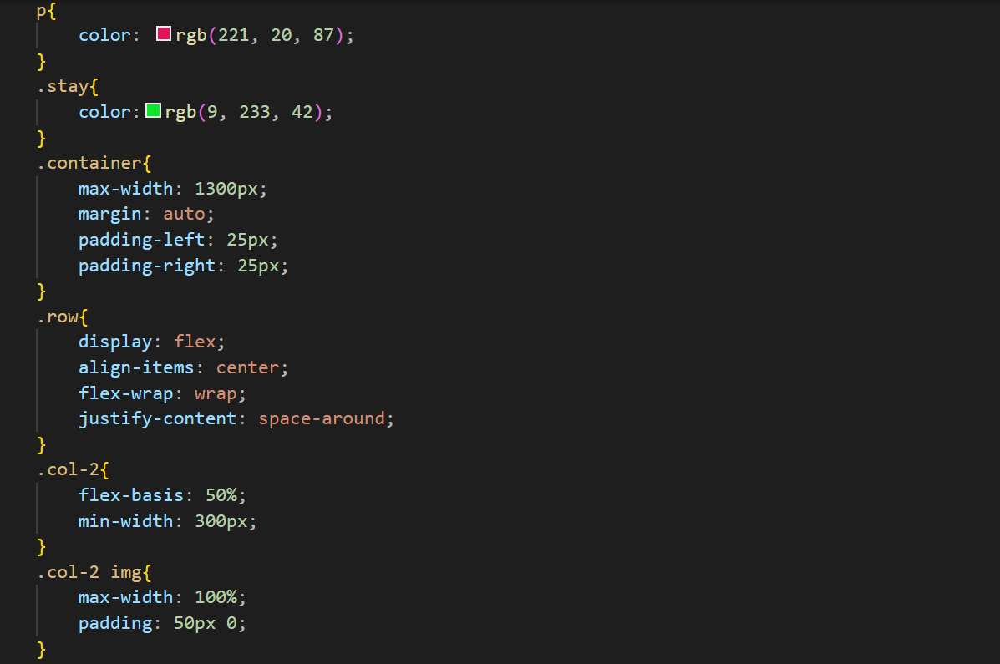 p{
    color: rgb(221, 20, 87);
}
.stay{
    color: rgb(9, 233, 42);
}
.container{
    max-width: 1300px;
    margin: auto;
    padding-left: 25px;
    padding-right: 25px;
}
.row{
    display: flex;
    align-items: center;
    flex-wrap: wrap;
    justify-content: space-around;
}
.col-2{
    flex-basis: 50%;
    min-width: 300px;
}
.col-2 img{
    max-width: 100%;
    padding: 50px 0;
}